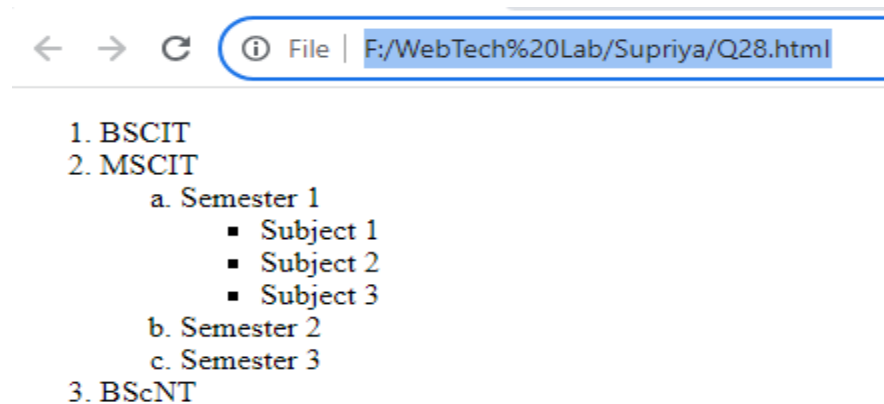 File | F:/WebTech%20Lab/Supriya/Q28.html
1. BSCIT
2. MSCIT
a. Semester 1
▪ Subject 1
▪ Subject 2
▪ Subject 3
b. Semester 2
c. Semester 3
3. BScNT